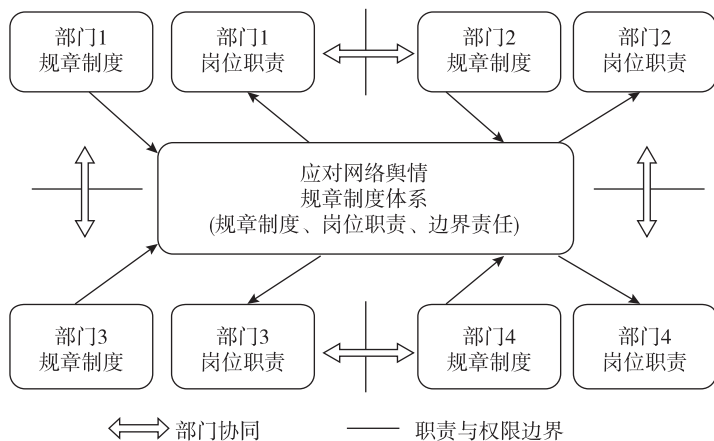 部门1
规章制度
部门1
岗位职责
部门2
规章制度
部门2
岗位职责
应对网络舆情
规章制度体系
(规章制度、岗位职责、边界责任)
部门3
规章制度
部门3
岗位职责
部门4
规章制度
部门4
岗位职责
部门协同
职责与权限边界